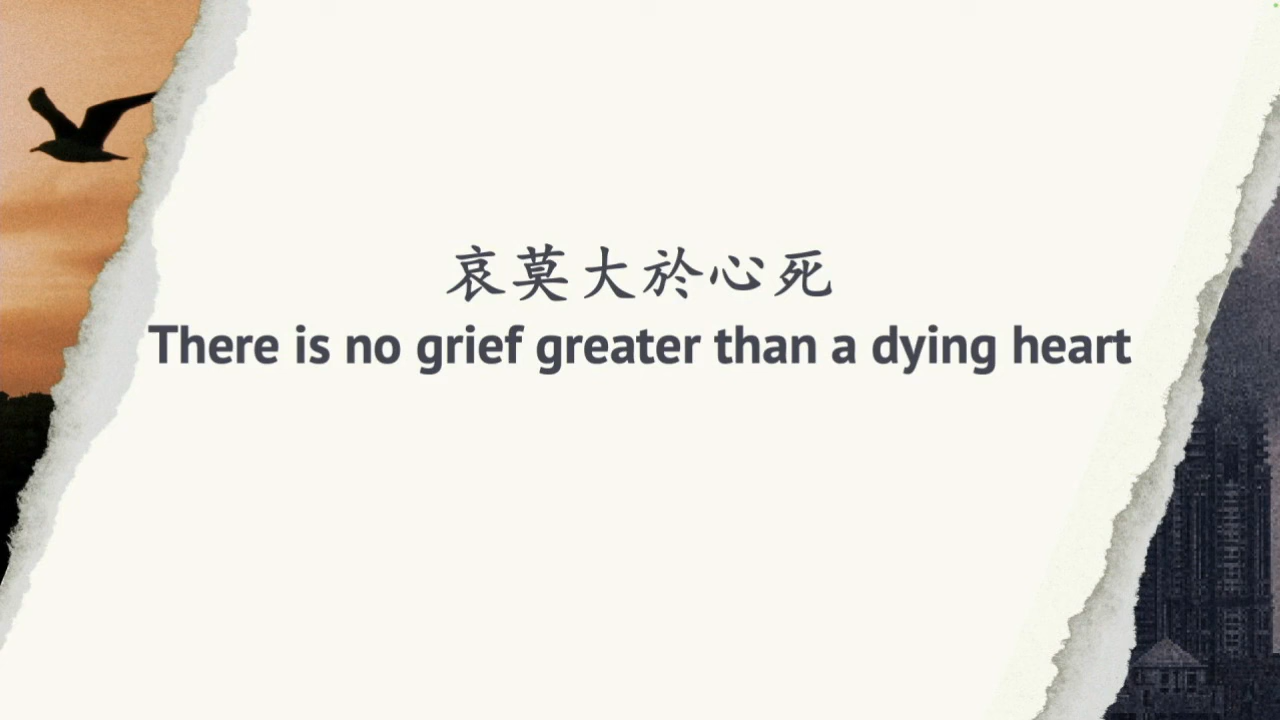 哀莫大於心死
There is no grief greater than a dying heart